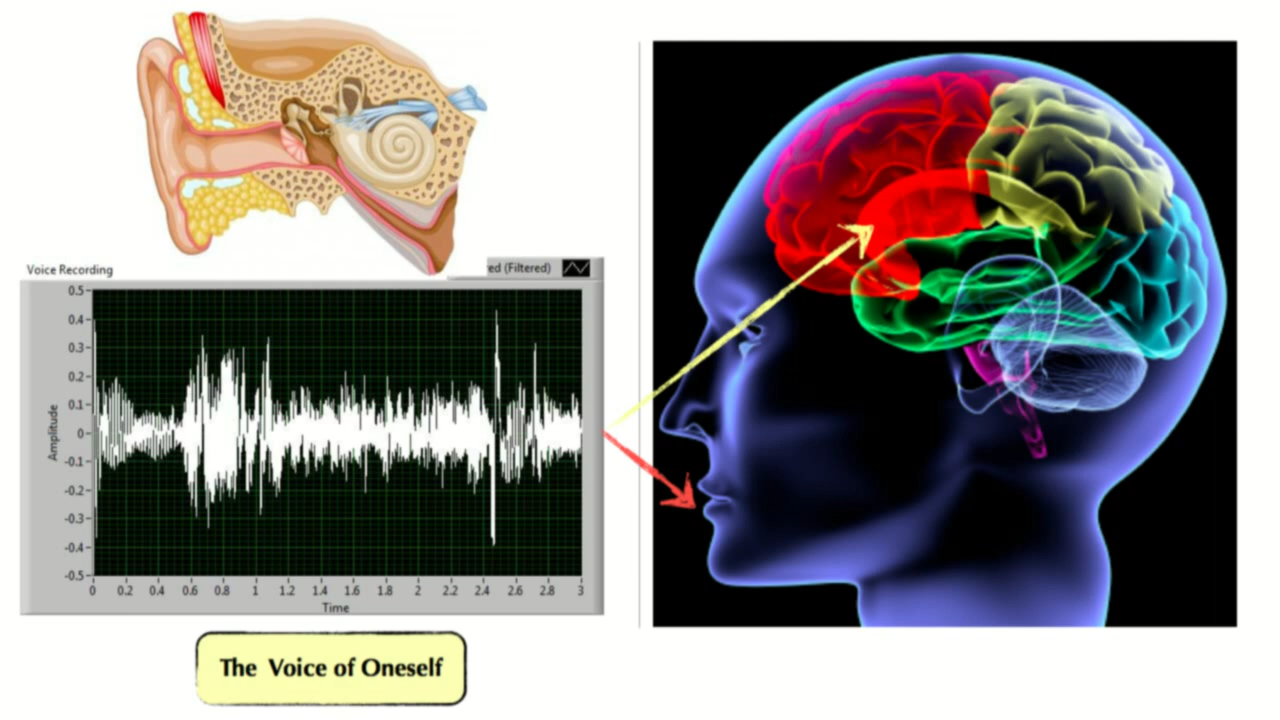 Voice Recording
ed (Filtered)
0.5
0.4
0.3
0.2
0.1
0
-0.1
-0.2
-0.3
-0.4
-0.5
Amplitude
0 0.2 0.4 0.6 0.8 1 1.2 1.4 1.6 1.8 2 2.2 2.4 2.6 2.8 3
Time
The Voice of Oneself